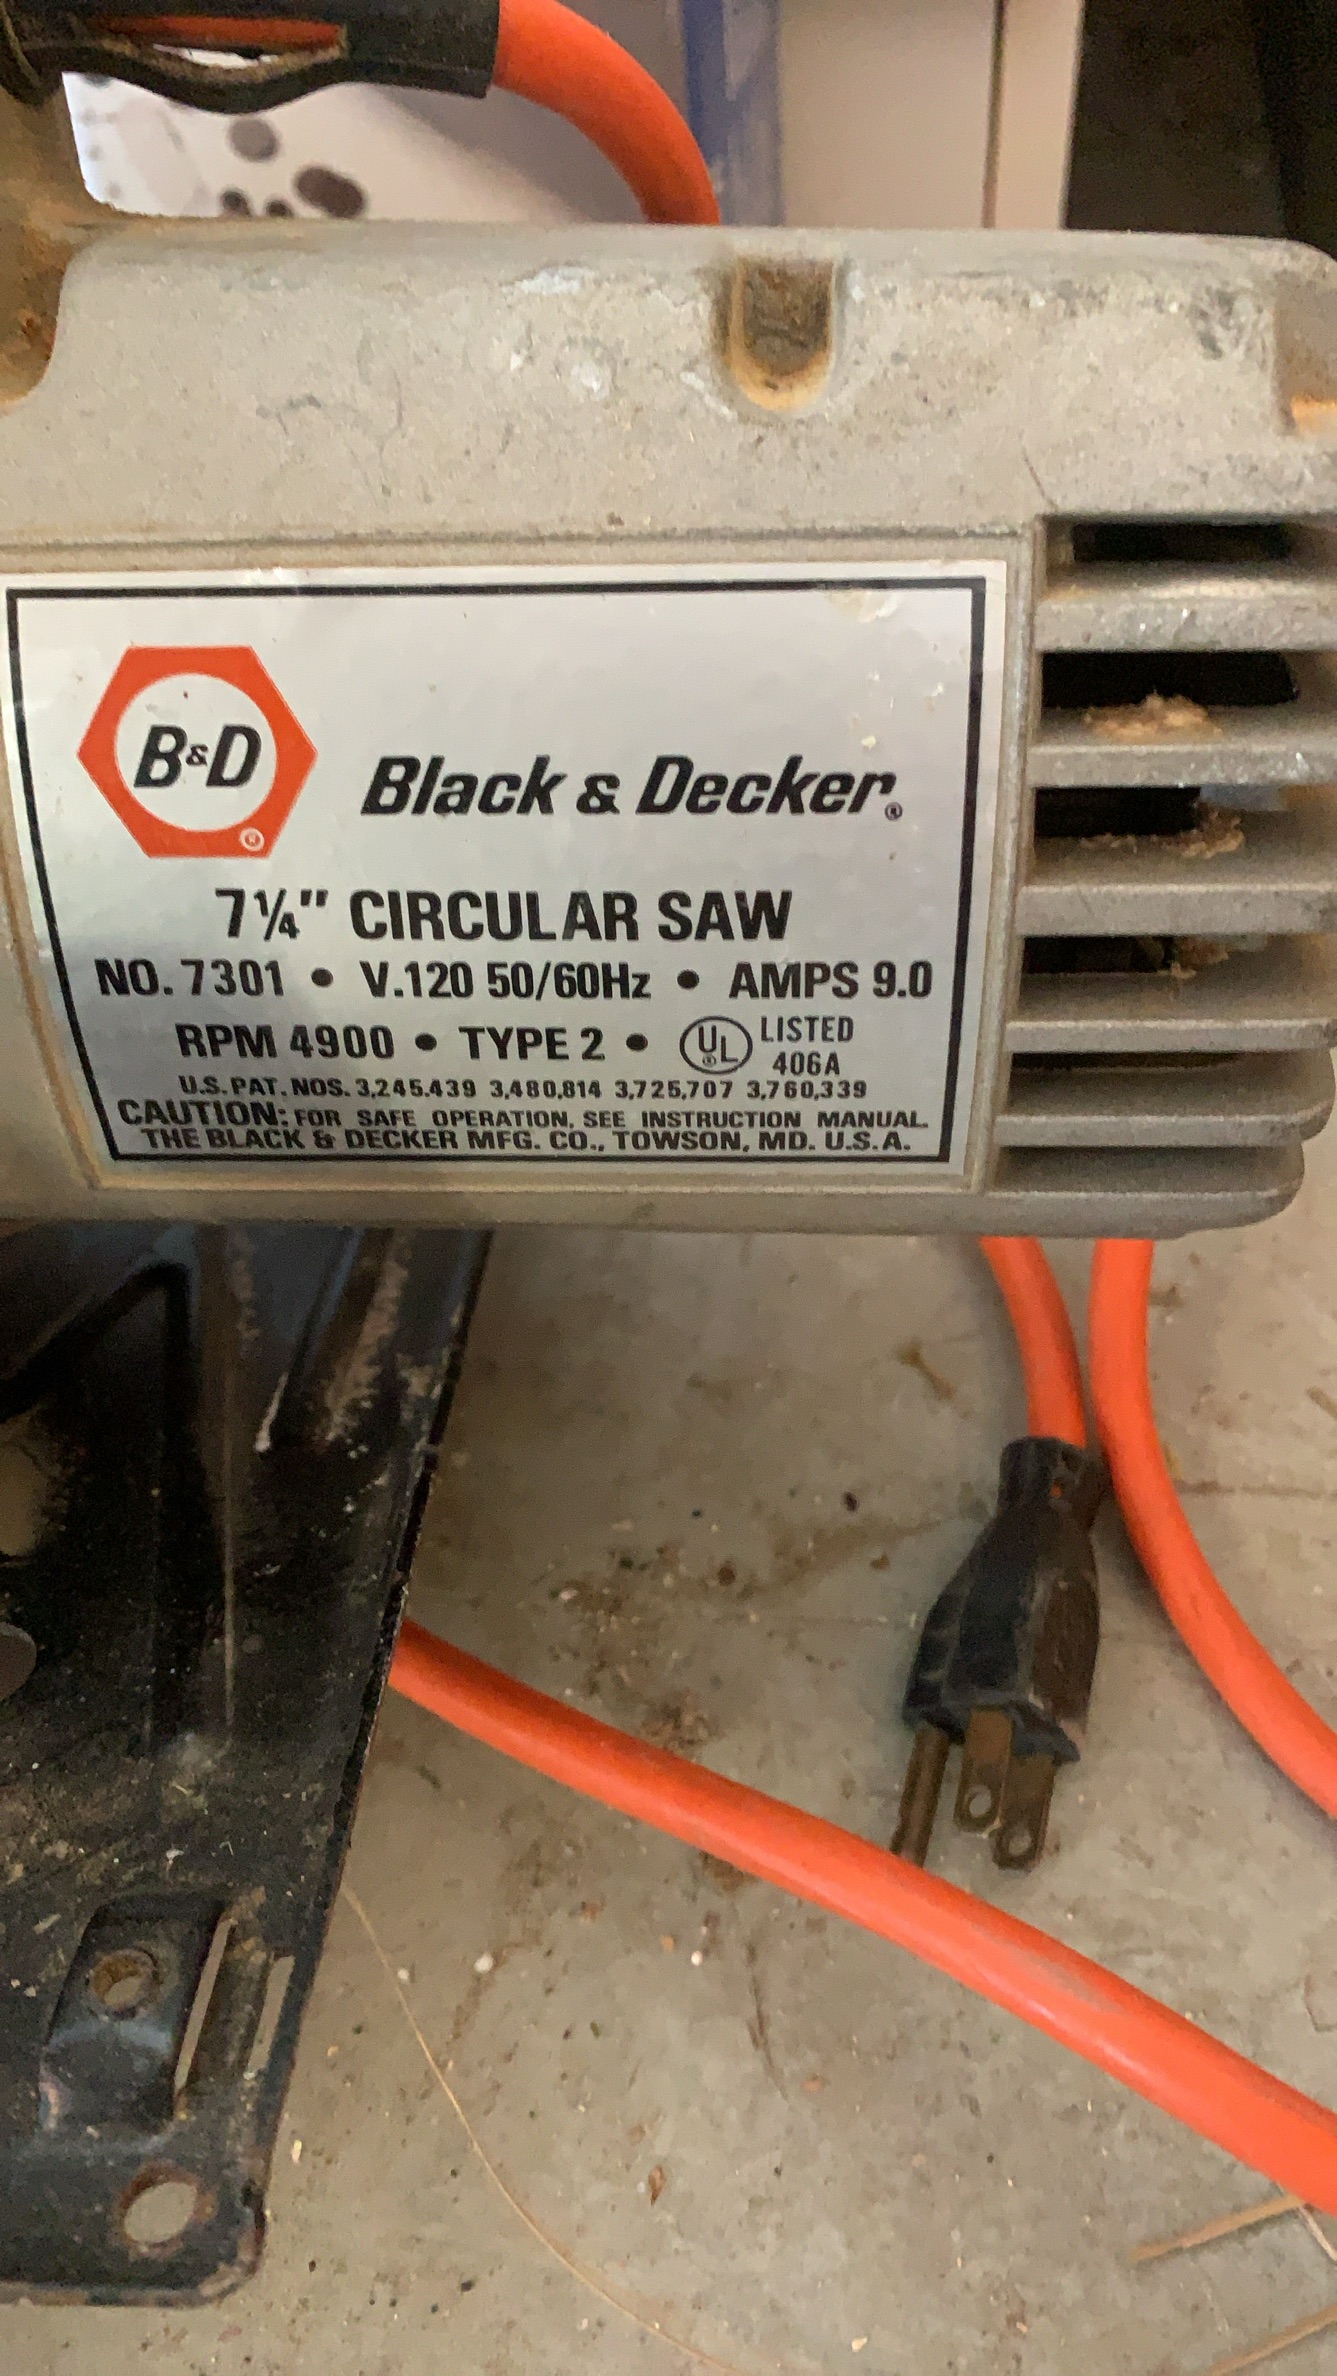 B&D
®
Black & Decker®
7¼" CIRCULAR SAW
NO. 7301 • V.120 50/60Hz • AMPS 9.0
RPM 4900 • TYPE 2 • UL® LISTED
406A
U.S. PAT. NOS. 3,245.439 3,480,814 3,725,707 3,760,339
CAUTION: FOR SAFE OPERATION, SEE INSTRUCTION MANUAL.
THE BLACK & DECKER MFG. CO., TOWSON, MD. U.S.A.